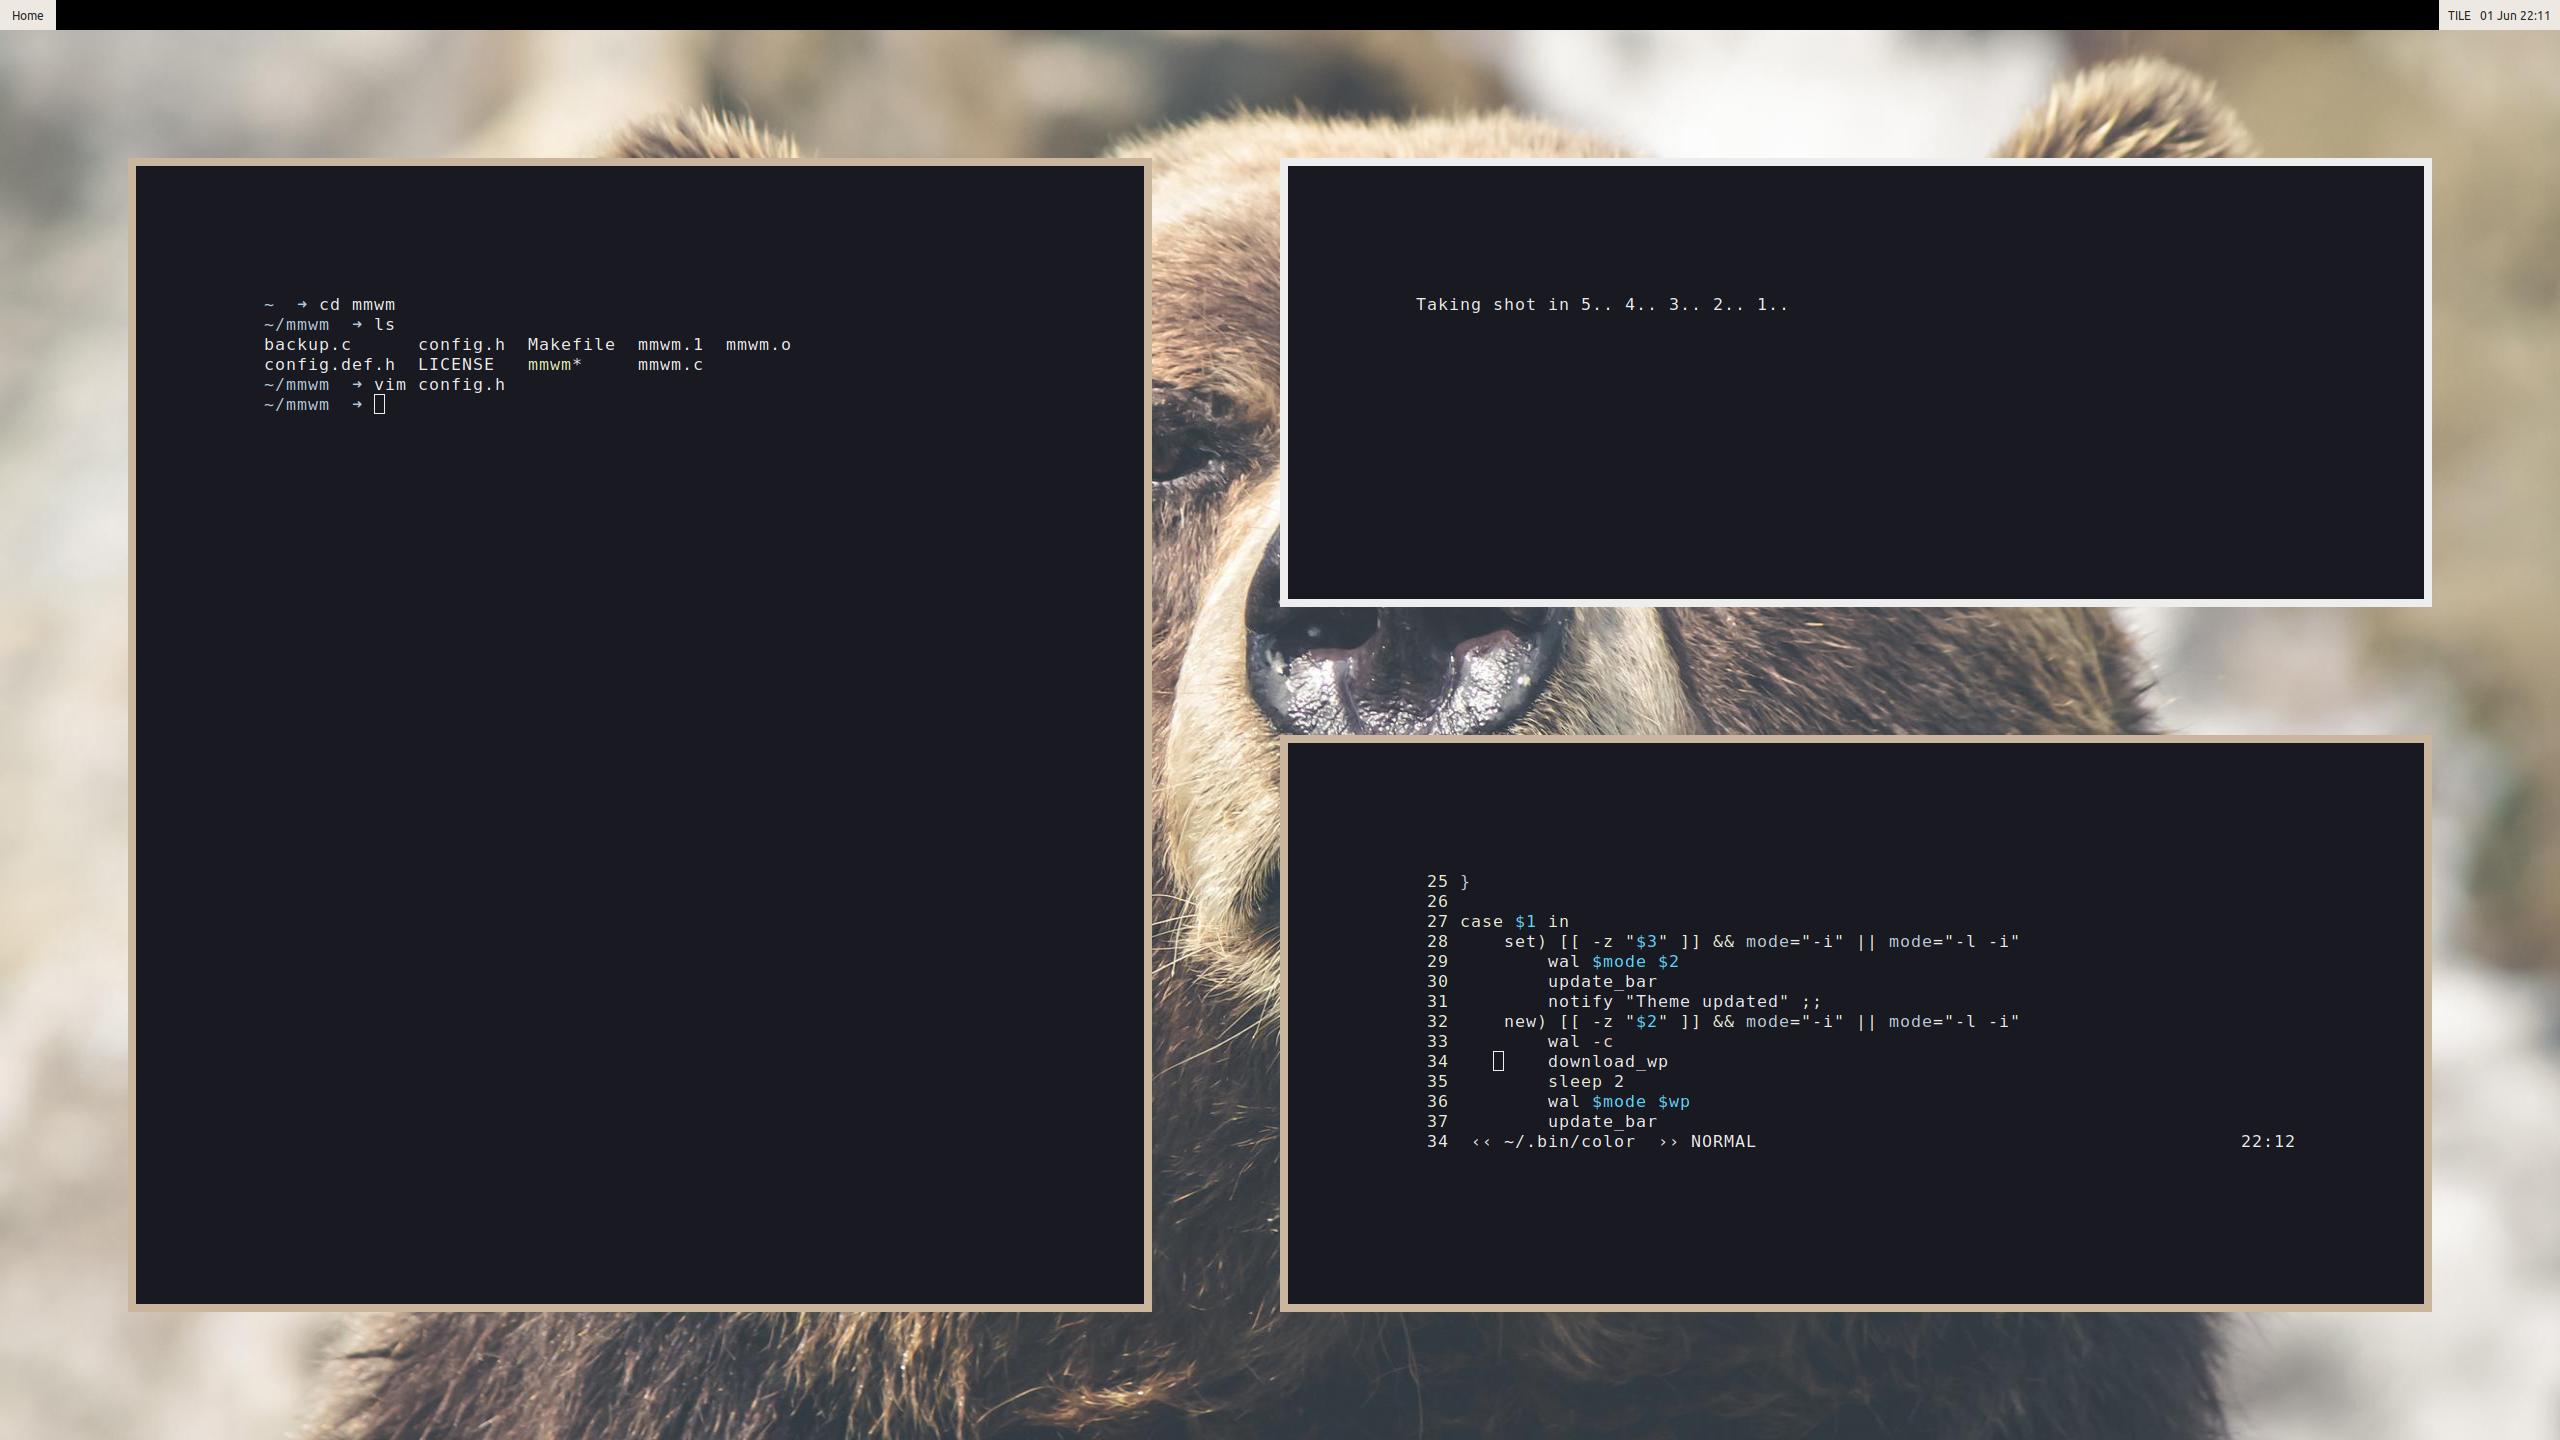 Home
TILE 01 Jun 22:11
~ ➜ cd mmwm
~/mmwm ➜ ls
backup.c config.h Makefile mmwm.1 mmwm.o
config.def.h LICENSE mmwm* mmwm.c
~/mmwm ➜ vim config.h
~/mmwm ➜
Taking shot in 5.. 4.. 3.. 2.. 1..
25 }
26
27 case $1 in
28     set) [[ -z "$3" ]] && mode="-i" || mode="-l -i"
29         wal $mode $2
30         update_bar
31         notify "Theme updated" ;;
32     new) [[ -z "$2" ]] && mode="-i" || mode="-l -i"
33         wal -c
34         download_wp
35         sleep 2
36         wal $mode $wp
37         update_bar
34 ‹‹ ~/.bin/color ›› NORMAL 22:12